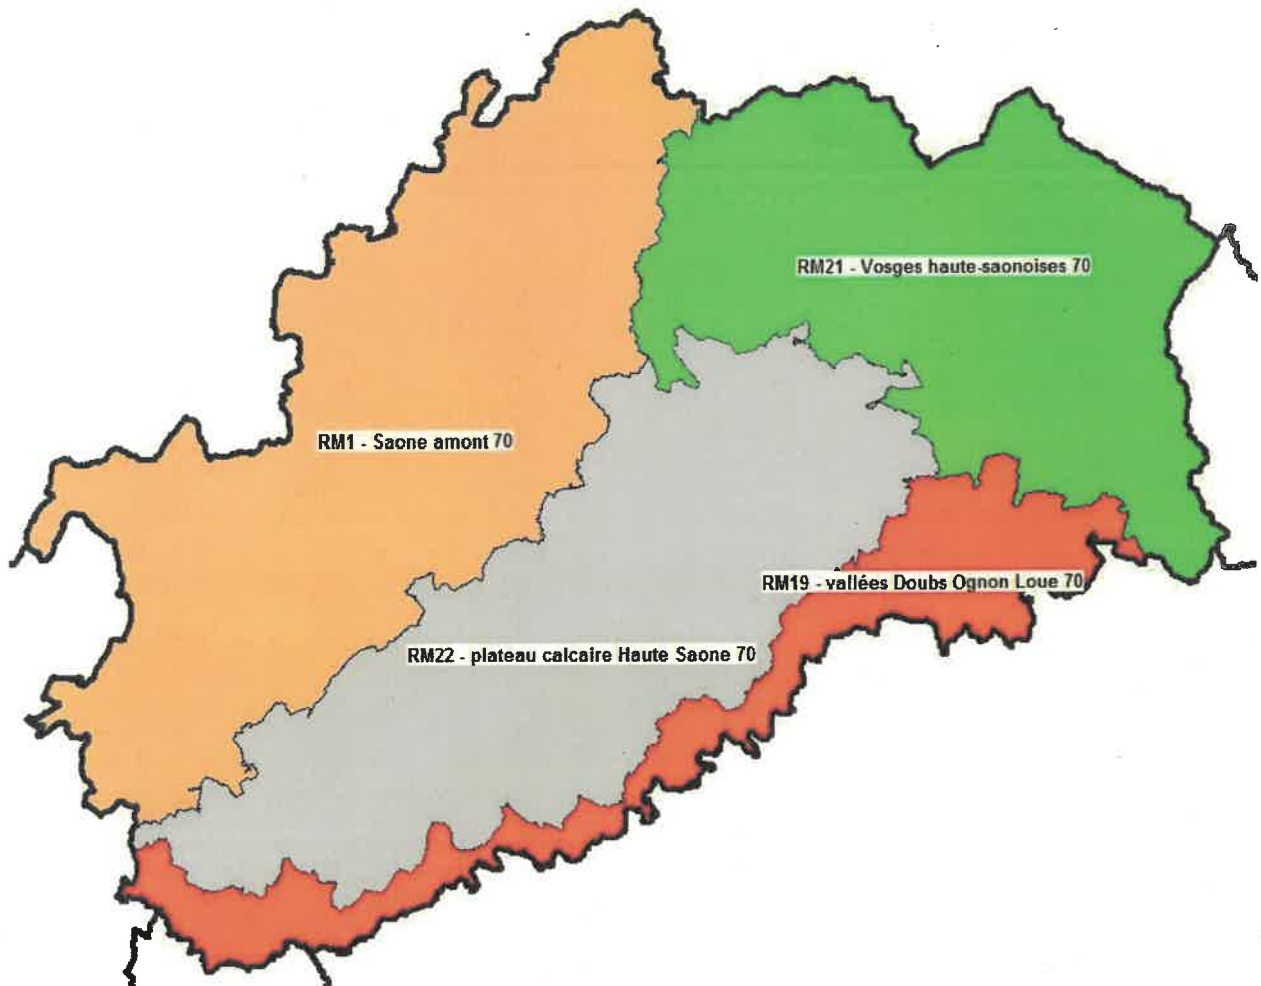 RM21 - Vosges haute-saonoises 70
RM1 - Saone amont 70
RM19 - vallées Doubs Ognon Loue 70
RM22 - plateau calcaire Haute Saone 70